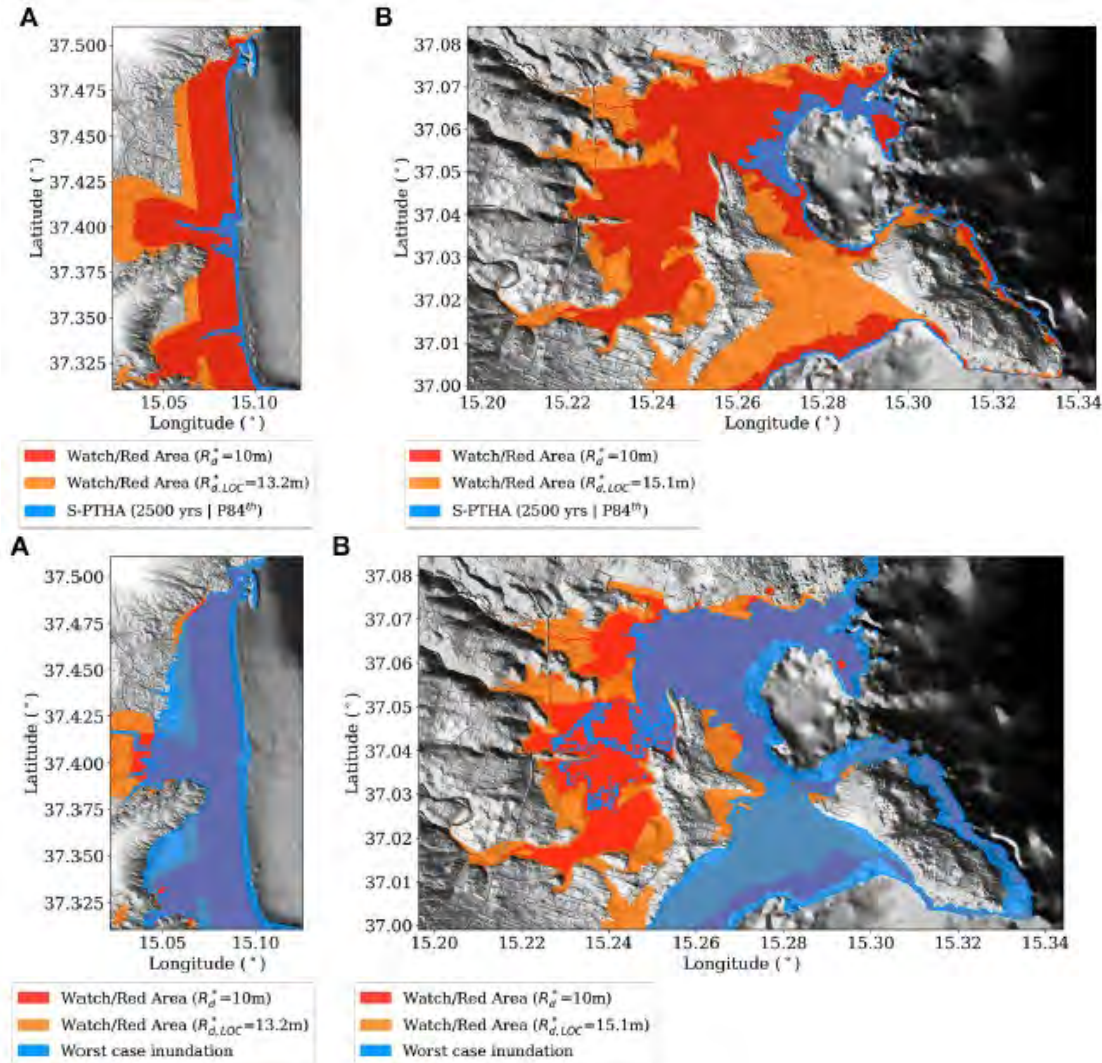 A
B
37.500
37.475
37.450
37.425
37.400
37.375
37.350
37.325
Latitude (°)
15.05 15.10
Longitude (°)
37.08
37.07
37.06
37.05
37.04
37.03
37.02
37.01
37.00
Latitude (°)
15.20 15.22 15.24 15.26 15.28 15.30 15.32 15.34
Longitude (°)
Watch/Red Area (R*d=10m)
Watch/Red Area (R*d,LOC=13.2m)
S-PTHA (2500 yrs | P84th)
Watch/Red Area (R*d=10m)
Watch/Red Area (R*d,LOC=15.1m)
S-PTHA (2500 yrs | P84th)
A
B
37.500
37.475
37.450
37.425
37.400
37.375
37.350
37.325
Latitude (°)
15.05 15.10
Longitude (°)
37.08
37.07
37.06
37.05
37.04
37.03
37.02
37.01
37.00
Latitude (°)
15.20 15.22 15.24 15.26 15.28 15.30 15.32 15.34
Longitude (°)
Watch/Red Area (R*d=10m)
Watch/Red Area (R*d,LOC=13.2m)
Worst case inundation
Watch/Red Area (R*d=10m)
Watch/Red Area (R*d,LOC=15.1m)
Worst case inundation